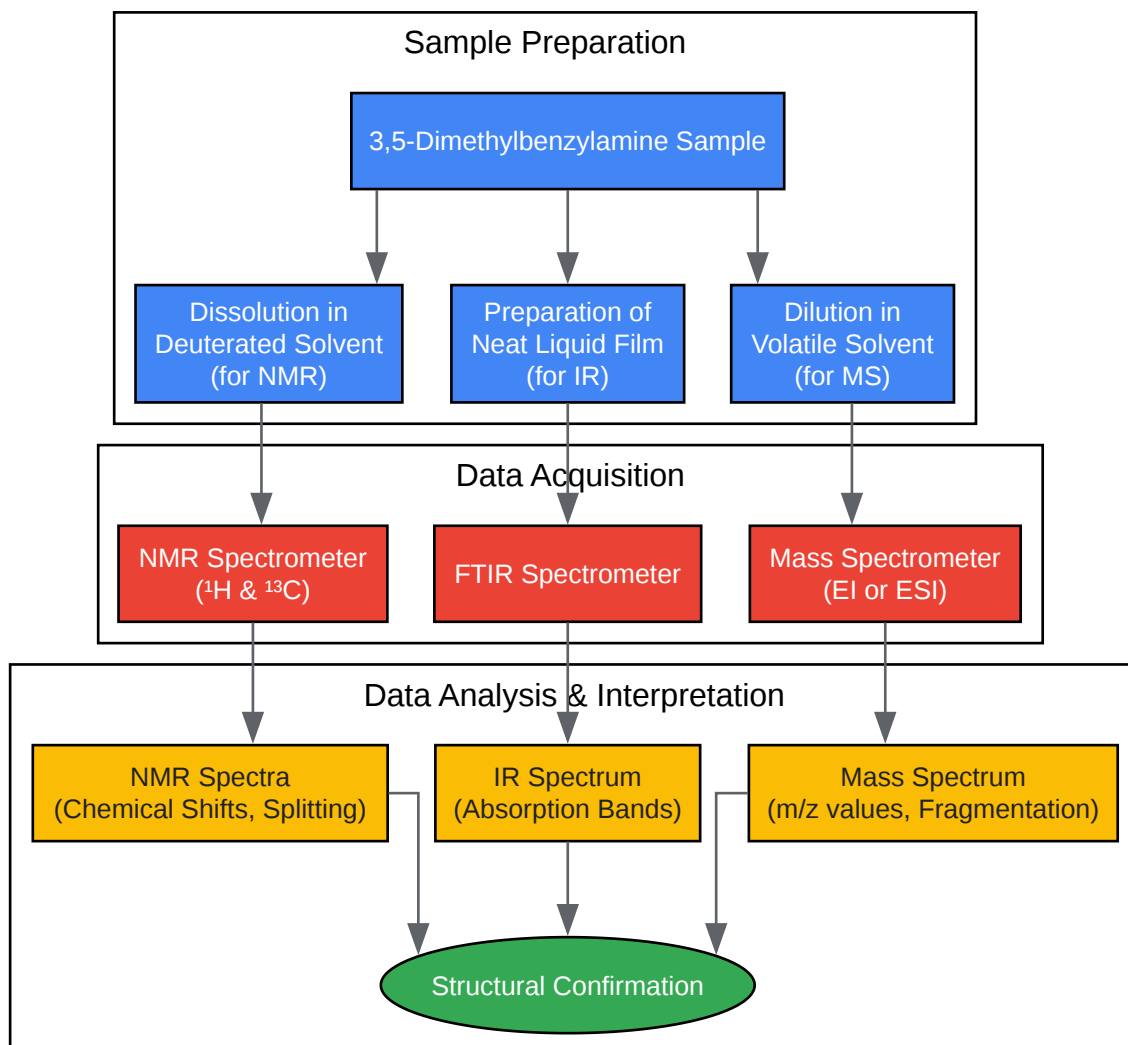 Sample Preparation
3,5-Dimethylbenzylamine Sample
Dissolution in
Deuterated Solvent
(for NMR)
Preparation of
Neat Liquid Film
(for IR)
Dilution in
Volatile Solvent
(for MS)
Data Acquisition
NMR Spectrometer
(¹H & ¹³C)
FTIR Spectrometer
Mass Spectrometer
(EI or ESI)
Data Analysis & Interpretation
NMR Spectra
(Chemical Shifts, Splitting)
IR Spectrum
(Absorption Bands)
Mass Spectrum
(m/z values, Fragmentation)
Structural Confirmation